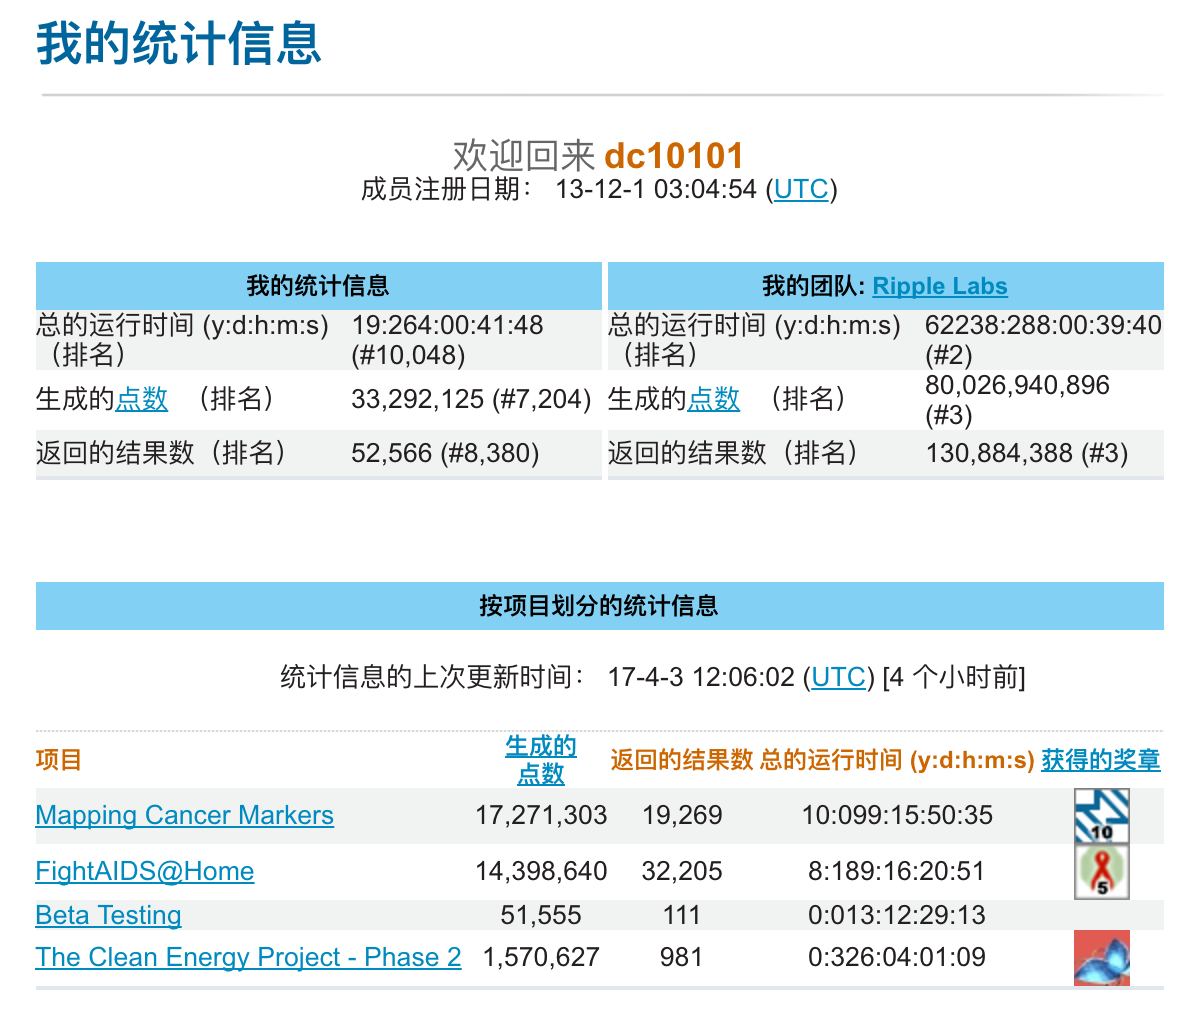 我的统计信息
欢迎回来 dc10101
成员注册日期： 13-12-1 03:04:54 (UTC)
我的统计信息
总的运行时间 (y:d:h:m:s) 19:264:00:41:48
（排名） (#10,048)
生成的点数 （排名） 33,292,125 (#7,204)
返回的结果数（排名） 52,566 (#8,380)
我的团队: Ripple Labs
总的运行时间 (y:d:h:m:s) 62238:288:00:39:40
（排名） (#2)
生成的点数 （排名） 80,026,940,896
(#3)
返回的结果数（排名） 130,884,388 (#3)
按项目划分的统计信息
统计信息的上次更新时间： 17-4-3 12:06:02 (UTC) [4 个小时前]
项目 生成的
点数 返回的结果数 总的运行时间 (y:d:h:m:s) 获得的奖章
Mapping Cancer Markers 17,271,303 19,269 10:099:15:50:35 10
FightAIDS@Home 14,398,640 32,205 8:189:16:20:51 5
Beta Testing 51,555 111 0:013:12:29:13
The Clean Energy Project - Phase 2 1,570,627 981 0:326:04:01:09